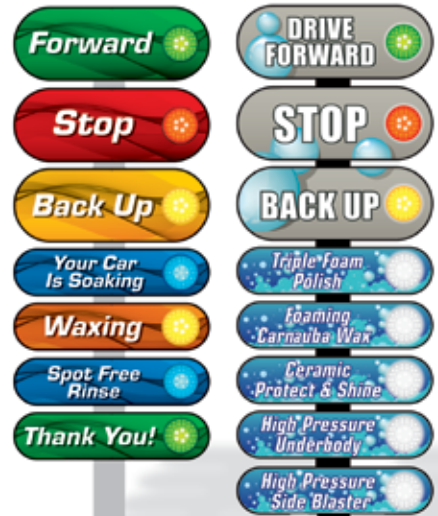 Forward
Stop
Back Up
Your Car
Is Soaking
Waxing
Spot Free
Rinse
Thank You!
DRIVE
FORWARD
STOP
BACK UP
Triple Foam
Polish
Foaming
Carnauba Wax
Ceramic
Protect & Shine
High Pressure
Underbody
High Pressure
Side Blaster